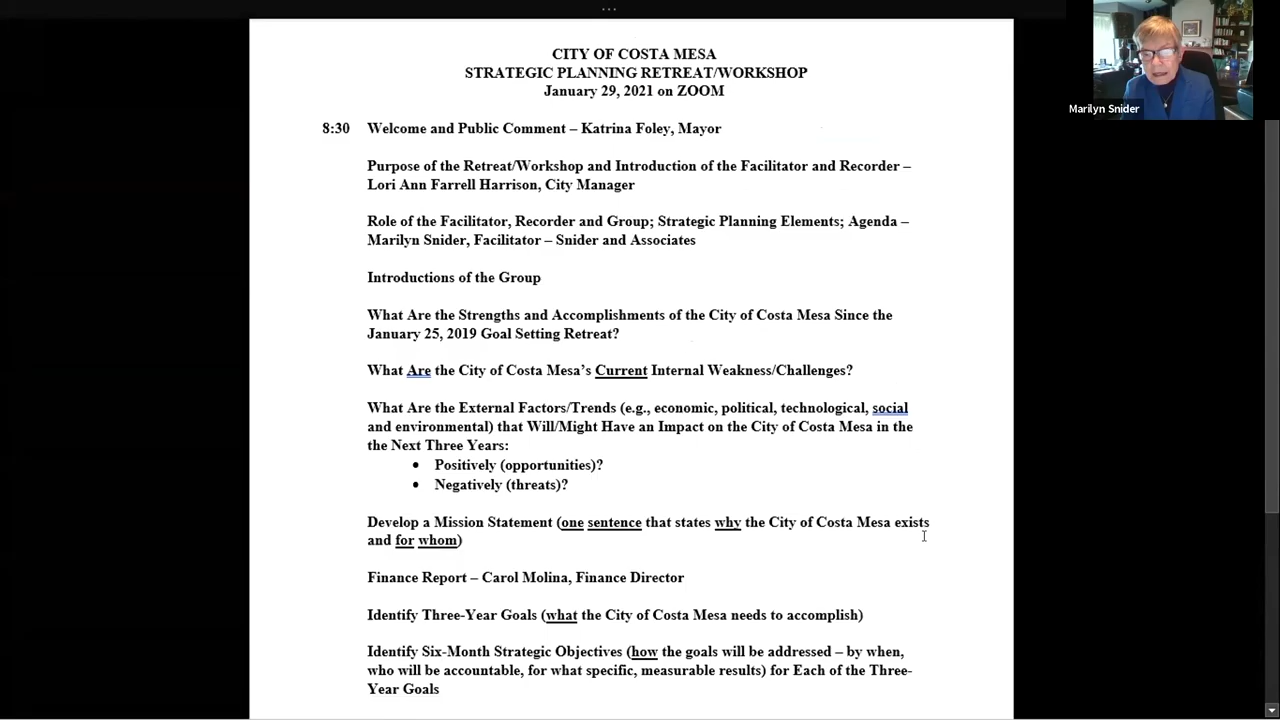 CITY OF COSTA MESA
STRATEGIC PLANNING RETREAT/WORKSHOP
January 29, 2021 on ZOOM
Marilyn Snider
8:30 Welcome and Public Comment – Katrina Foley, Mayor
Purpose of the Retreat/Workshop and Introduction of the Facilitator and Recorder –
Lori Ann Farrell Harrison, City Manager
Role of the Facilitator, Recorder and Group; Strategic Planning Elements; Agenda –
Marilyn Snider, Facilitator – Snider and Associates
Introductions of the Group
What Are the Strengths and Accomplishments of the City of Costa Mesa Since the
January 25, 2019 Goal Setting Retreat?
What Are the City of Costa Mesa’s Current Internal Weakness/Challenges?
What Are the External Factors/Trends (e.g., economic, political, technological, social
and environmental) that Will/Might Have an Impact on the City of Costa Mesa in the
the Next Three Years:
• Positively (opportunities)?
• Negatively (threats)?
Develop a Mission Statement (one sentence that states why the City of Costa Mesa exists
and for whom)
Finance Report – Carol Molina, Finance Director
Identify Three-Year Goals (what the City of Costa Mesa needs to accomplish)
Identify Six-Month Strategic Objectives (how the goals will be addressed – by when,
who will be accountable, for what specific, measurable results) for Each of the Three-
Year Goals